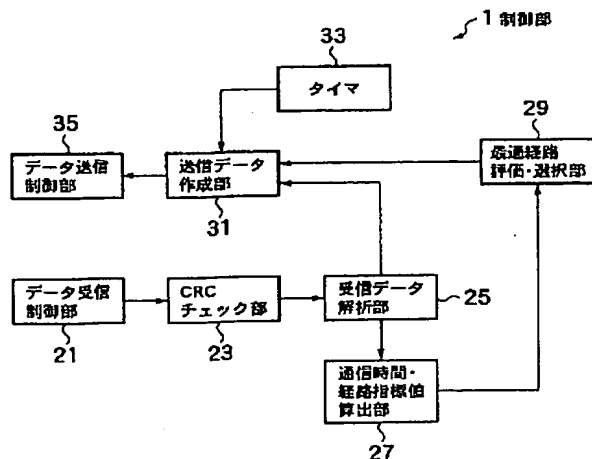 1 制御部
33
タイマ
35
データ送信
制御部
送信データ
作成部
31
29
最適経路
評価・選択部
データ受信
制御部
21
CRC
チェック部
23
受信データ
解析部
25
通信時間・
経路指標値
算出部
27